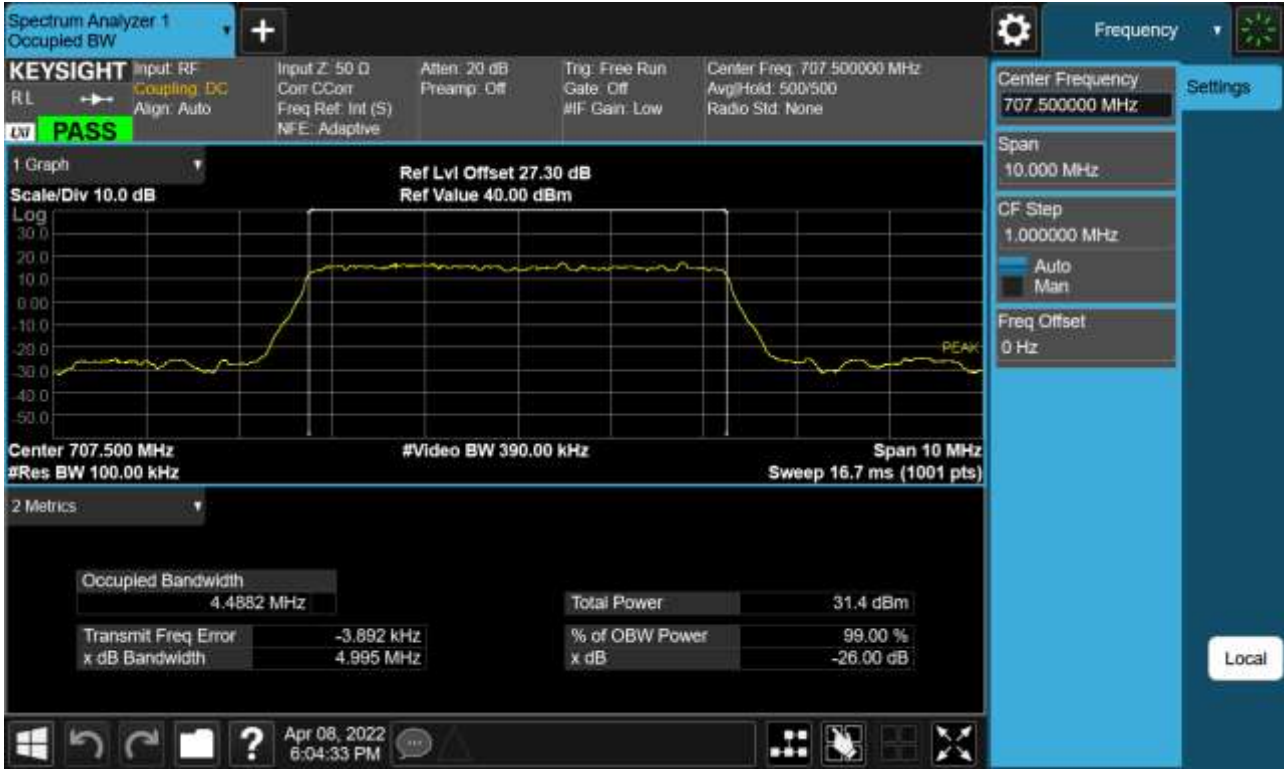 Spectrum Analyzer 1
Occupied BW
+
Frequency
KEYSIGHT
RL
LXI
PASS
Input: RF
Coupling: DC
Align: Auto
Input Z: 50 Ω
Corr CCorr
Freq Ref: Int (S)
NFE: Adaptive
Atten: 20 dB
Preamp: Off
Trig: Free Run
Gate: Off
#IF Gain: Low
Center Freq: 707.500000 MHz
Avg|Hold: 500/500
Radio Std: None
Center Frequency
707.500000 MHz
Settings
Span
10.000 MHz
CF Step
1.000000 MHz
Auto
Man
Freq Offset
0 Hz
Local
1 Graph
Scale/Div 10.0 dB
Ref Lvl Offset 27.30 dB
Ref Value 40.00 dBm
Log
30.0
20.0
10.0
0.00
-10.0
-20.0
-30.0
-40.0
-50.0
PEAK
Center 707.500 MHz
#Video BW 390.00 kHz
Span 10 MHz
#Res BW 100.00 kHz
Sweep 16.7 ms (1001 pts)
2 Metrics
Occupied Bandwidth
4.4882 MHz
Total Power 31.4 dBm
Transmit Freq Error -3.892 kHz
% of OBW Power 99.00 %
x dB Bandwidth 4.995 MHz
x dB -26.00 dB
?
Apr 08, 2022
6:04:33 PM